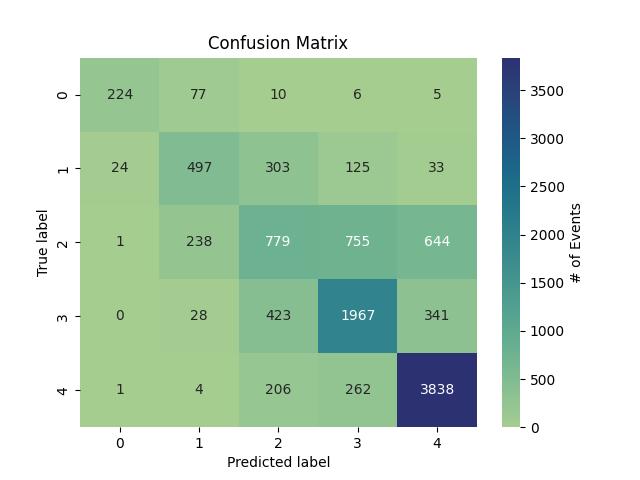 Confusion Matrix
0 224 77 10 6 5
1 24 497 303 125 33
2 1 238 779 755 644
3 0 28 423 1967 341
4 1 4 206 262 3838
0 1 2 3 4
Predicted label
True label
3500
3000
2500
2000
1500
1000
500
0
# of Events